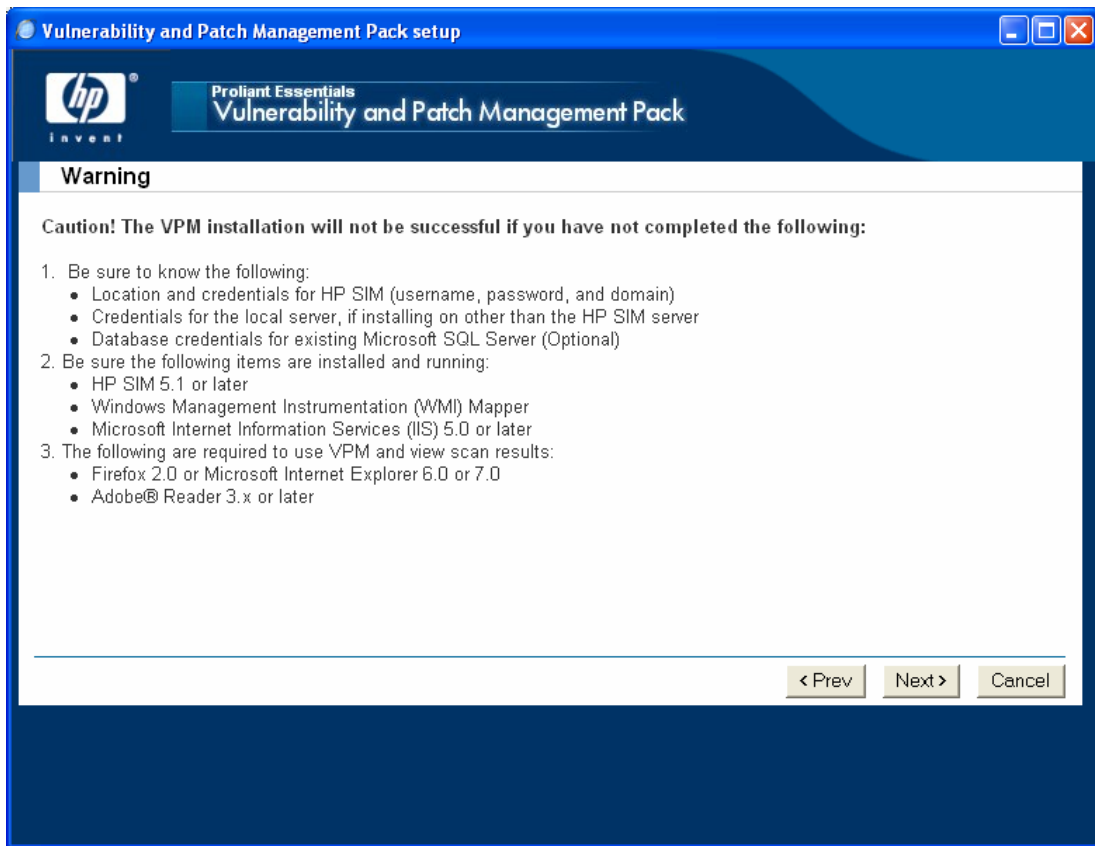 Vulnerability and Patch Management Pack setup
hp ®
invent
Proliant Essentials
Vulnerability and Patch Management Pack
Warning
Caution! The VPM installation will not be successful if you have not completed the following:
1. Be sure to know the following:
• Location and credentials for HP SIM (username, password, and domain)
• Credentials for the local server, if installing on other than the HP SIM server
• Database credentials for existing Microsoft SQL Server (Optional)
2. Be sure the following items are installed and running:
• HP SIM 5.1 or later
• Windows Management Instrumentation (WMI) Mapper
• Microsoft Internet Information Services (IIS) 5.0 or later
3. The following are required to use VPM and view scan results:
• Firefox 2.0 or Microsoft Internet Explorer 6.0 or 7.0
• Adobe® Reader 3.x or later
< Prev Next > Cancel